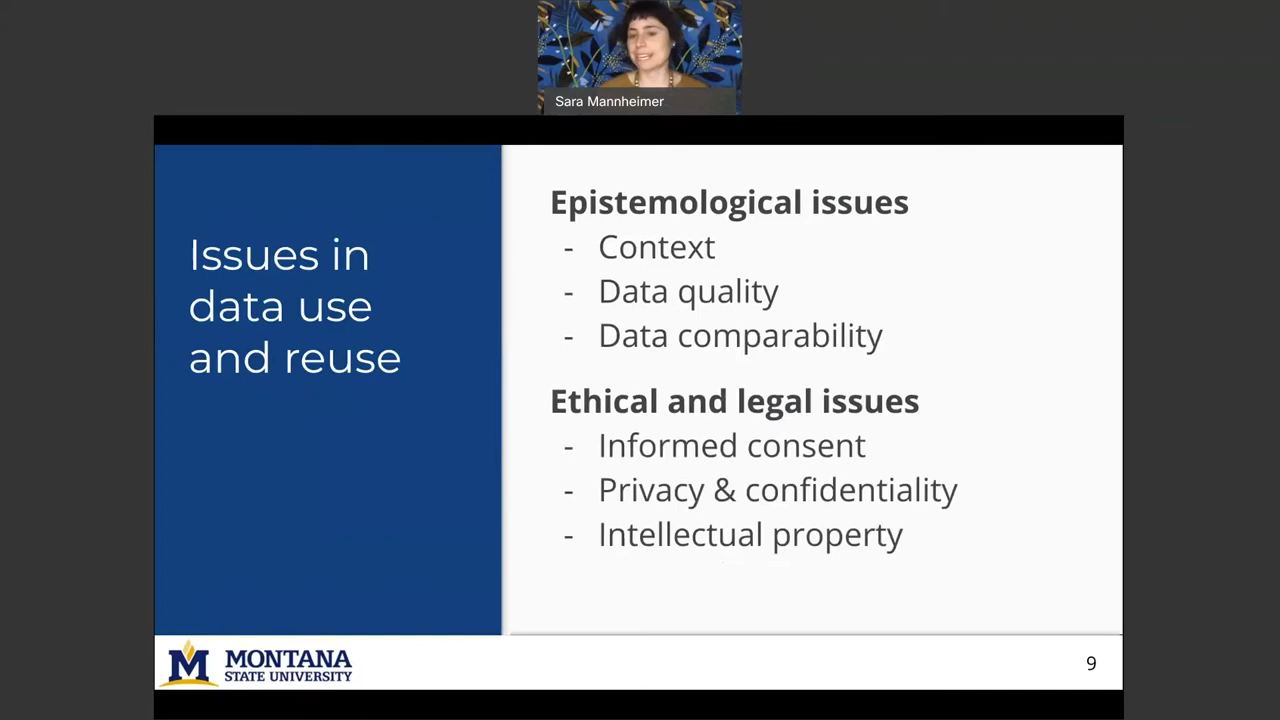 Sara Mannheimer
Issues in
data use
and reuse
Epistemological issues
- Context
- Data quality
- Data comparability
Ethical and legal issues
- Informed consent
- Privacy & confidentiality
- Intellectual property
M MONTANA
STATE UNIVERSITY
9